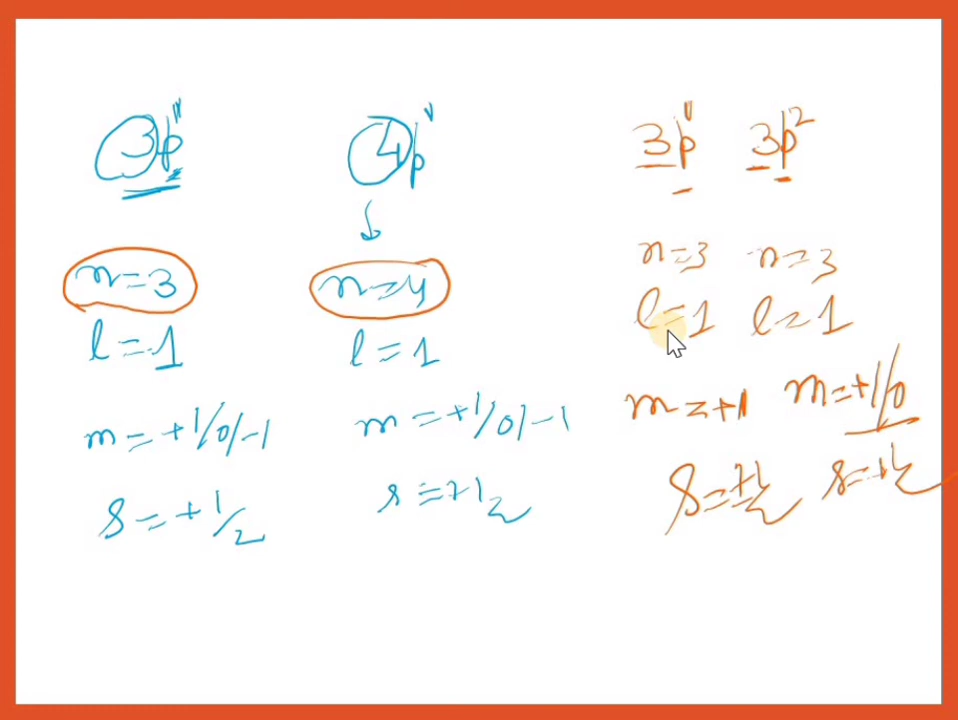 3p¹ 4p¹ 3p¹ 3p²
n=3 n=4 n=3 n=3
l=1 l=1 l=1 l=1
m=+1/0/-1 m=+1/0/-1 m=+1 m=+1/0
s=+1/2 s=+1/2 s=+1/2 s=+1/2